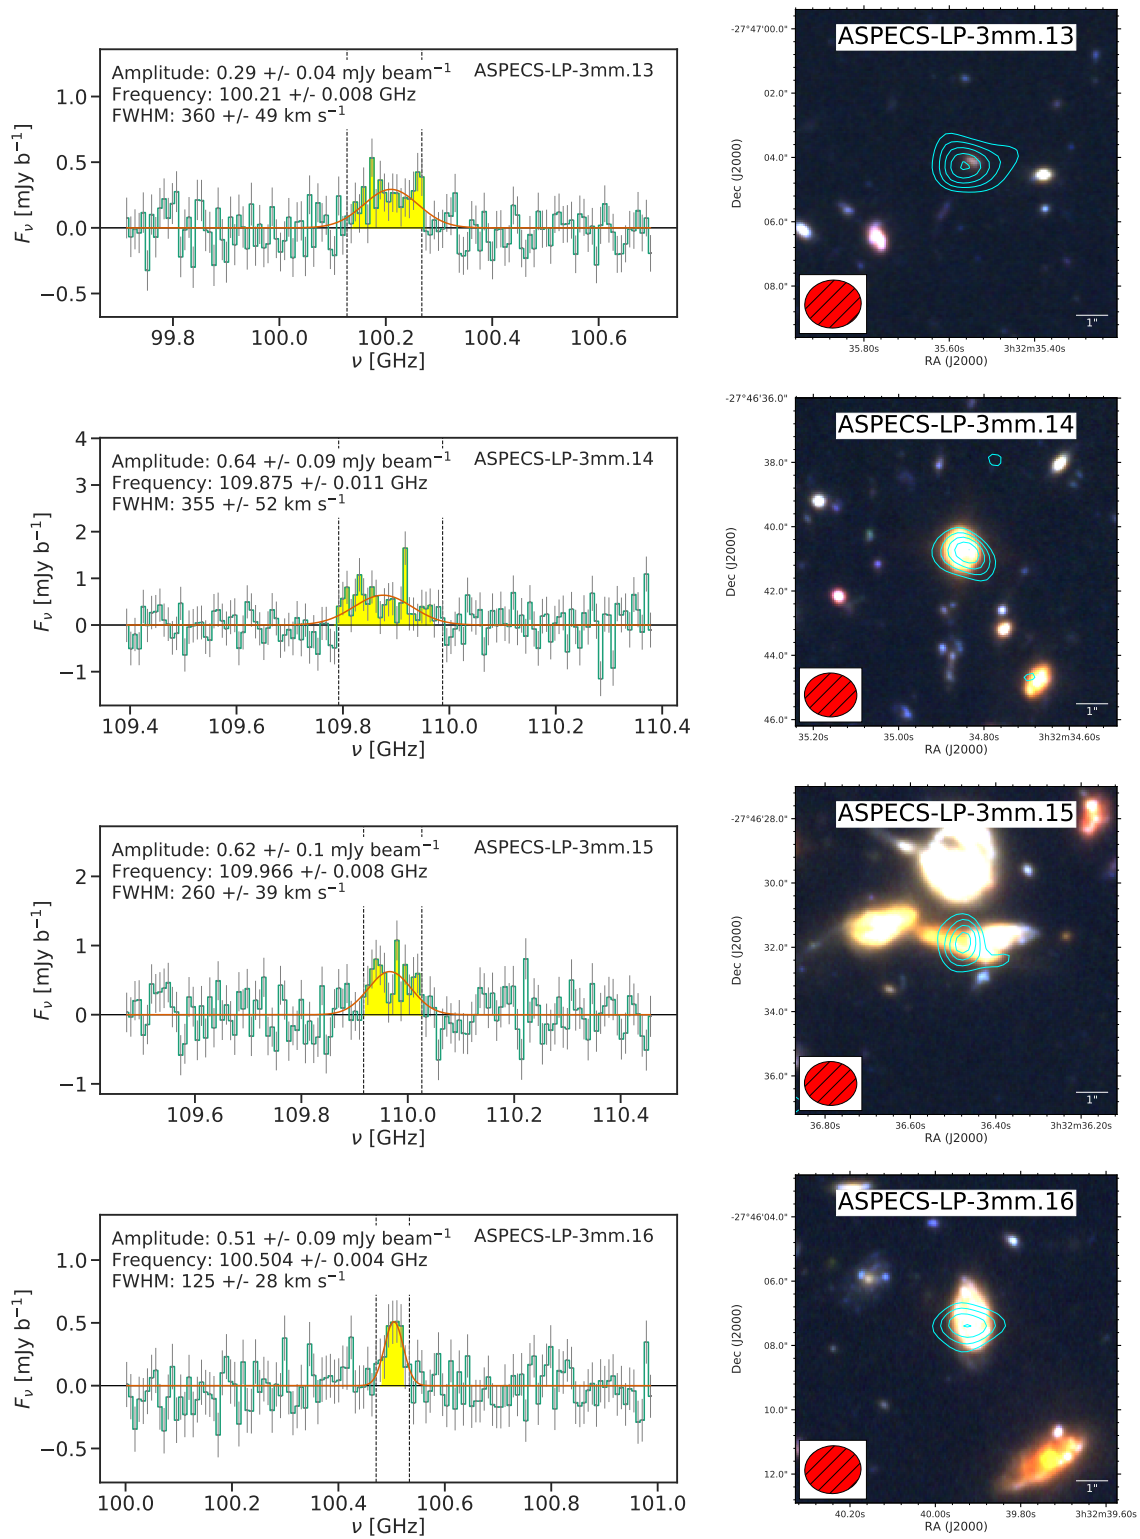 ASPECS-LP-3mm.13
Amplitude: 0.29 +/- 0.04 mJy beam⁻¹
Frequency: 100.21 +/- 0.008 GHz
FWHM: 360 +/- 49 km s⁻¹
1.0
0.5
0.0
−0.5
Fν [mJy b⁻¹]
99.8 100.0 100.2 100.4 100.6
ν [GHz]
ASPECS-LP-3mm.13
-27°47'00.0"
02.0"
04.0"
06.0"
08.0"
Dec (J2000)
1"
35.80s 35.60s 3h32m35.40s
RA (J2000)
ASPECS-LP-3mm.14
Amplitude: 0.64 +/- 0.09 mJy beam⁻¹
Frequency: 109.875 +/- 0.011 GHz
FWHM: 355 +/- 52 km s⁻¹
4
3
2
1
0
−1
Fν [mJy b⁻¹]
109.4 109.6 109.8 110.0 110.2 110.4
ν [GHz]
ASPECS-LP-3mm.14
-27°46'36.0"
38.0"
40.0"
42.0"
44.0"
46.0"
Dec (J2000)
1"
35.20s 35.00s 34.80s 3h32m34.60s
RA (J2000)
ASPECS-LP-3mm.15
Amplitude: 0.62 +/- 0.1 mJy beam⁻¹
Frequency: 109.966 +/- 0.008 GHz
FWHM: 260 +/- 39 km s⁻¹
2
1
0
−1
Fν [mJy b⁻¹]
109.6 109.8 110.0 110.2 110.4
ν [GHz]
ASPECS-LP-3mm.15
-27°46'28.0"
30.0"
32.0"
34.0"
36.0"
Dec (J2000)
1"
36.80s 36.60s 36.40s 3h32m36.20s
RA (J2000)
ASPECS-LP-3mm.16
Amplitude: 0.51 +/- 0.09 mJy beam⁻¹
Frequency: 100.504 +/- 0.004 GHz
FWHM: 125 +/- 28 km s⁻¹
1.0
0.5
0.0
−0.5
Fν [mJy b⁻¹]
100.0 100.2 100.4 100.6 100.8 101.0
ν [GHz]
ASPECS-LP-3mm.16
-27°46'04.0"
06.0"
08.0"
10.0"
12.0"
Dec (J2000)
1"
40.20s 40.00s 39.80s 3h32m39.60s
RA (J2000)